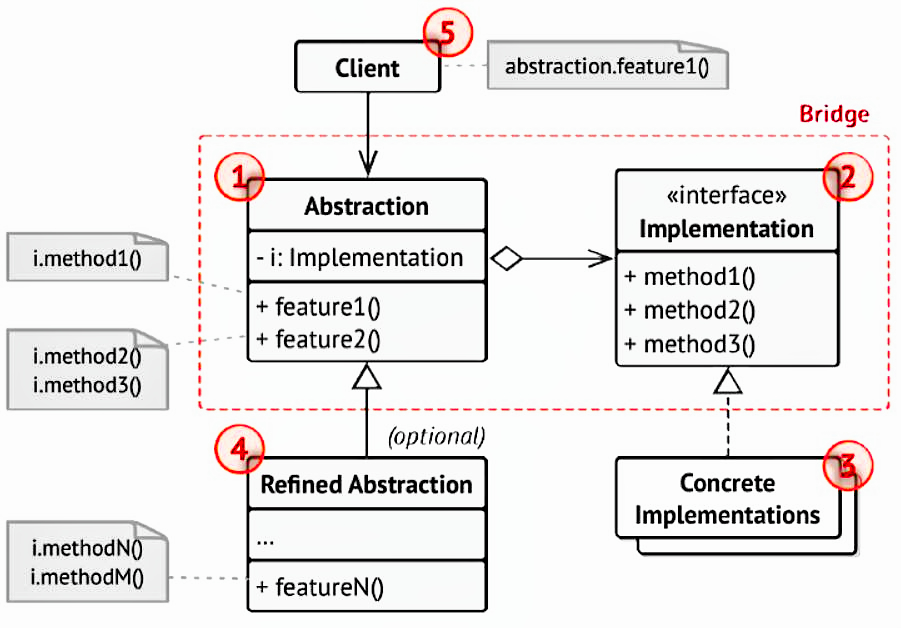 5
Client
abstraction.feature1()
Bridge
1
Abstraction
- i: Implementation
+ feature1()
+ feature2()
i.method1()
i.method2()
i.method3()
2
«interface»
Implementation
+ method1()
+ method2()
+ method3()
(optional)
4
Refined Abstraction
...
+ featureN()
i.methodN()
i.methodM()
3
Concrete
Implementations